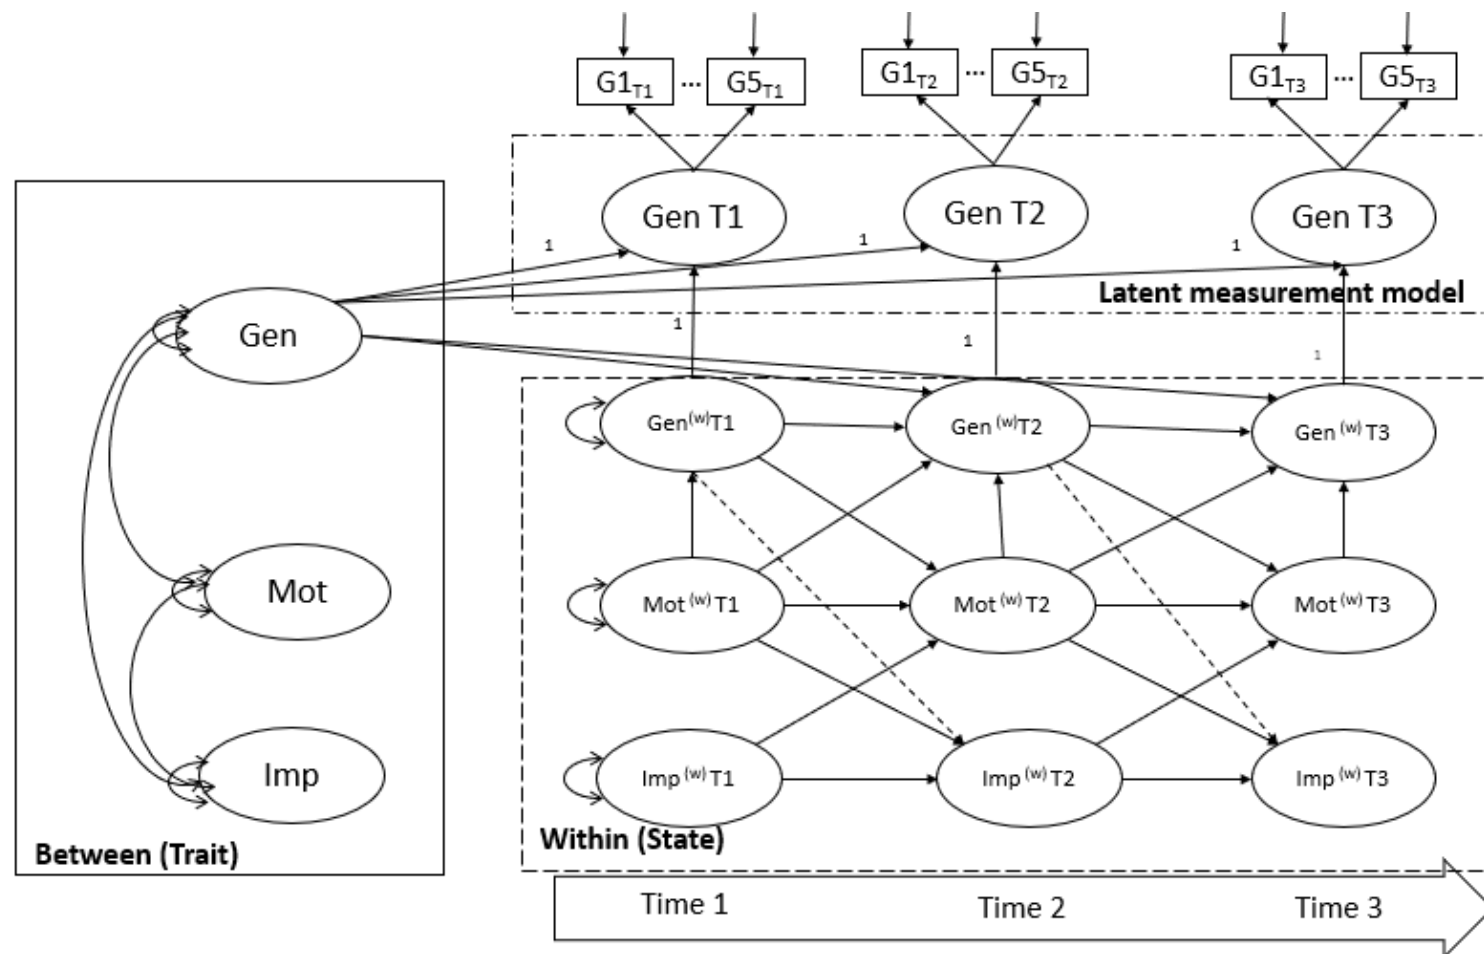 G1T1 ... G5T1 G1T2 ... G5T2 G1T3 ... G5T3
Gen T1 Gen T2 Gen T3
1 1 1
Latent measurement model
Gen
1 1 1
Gen (w)T1 Gen (w)T2 Gen (w) T3
Mot
Mot (w) T1 Mot (w) T2 Mot (w) T3
Imp
Imp (w) T1 Imp (w) T2 Imp (w) T3
Between (Trait)
Within (State)
Time 1 Time 2 Time 3